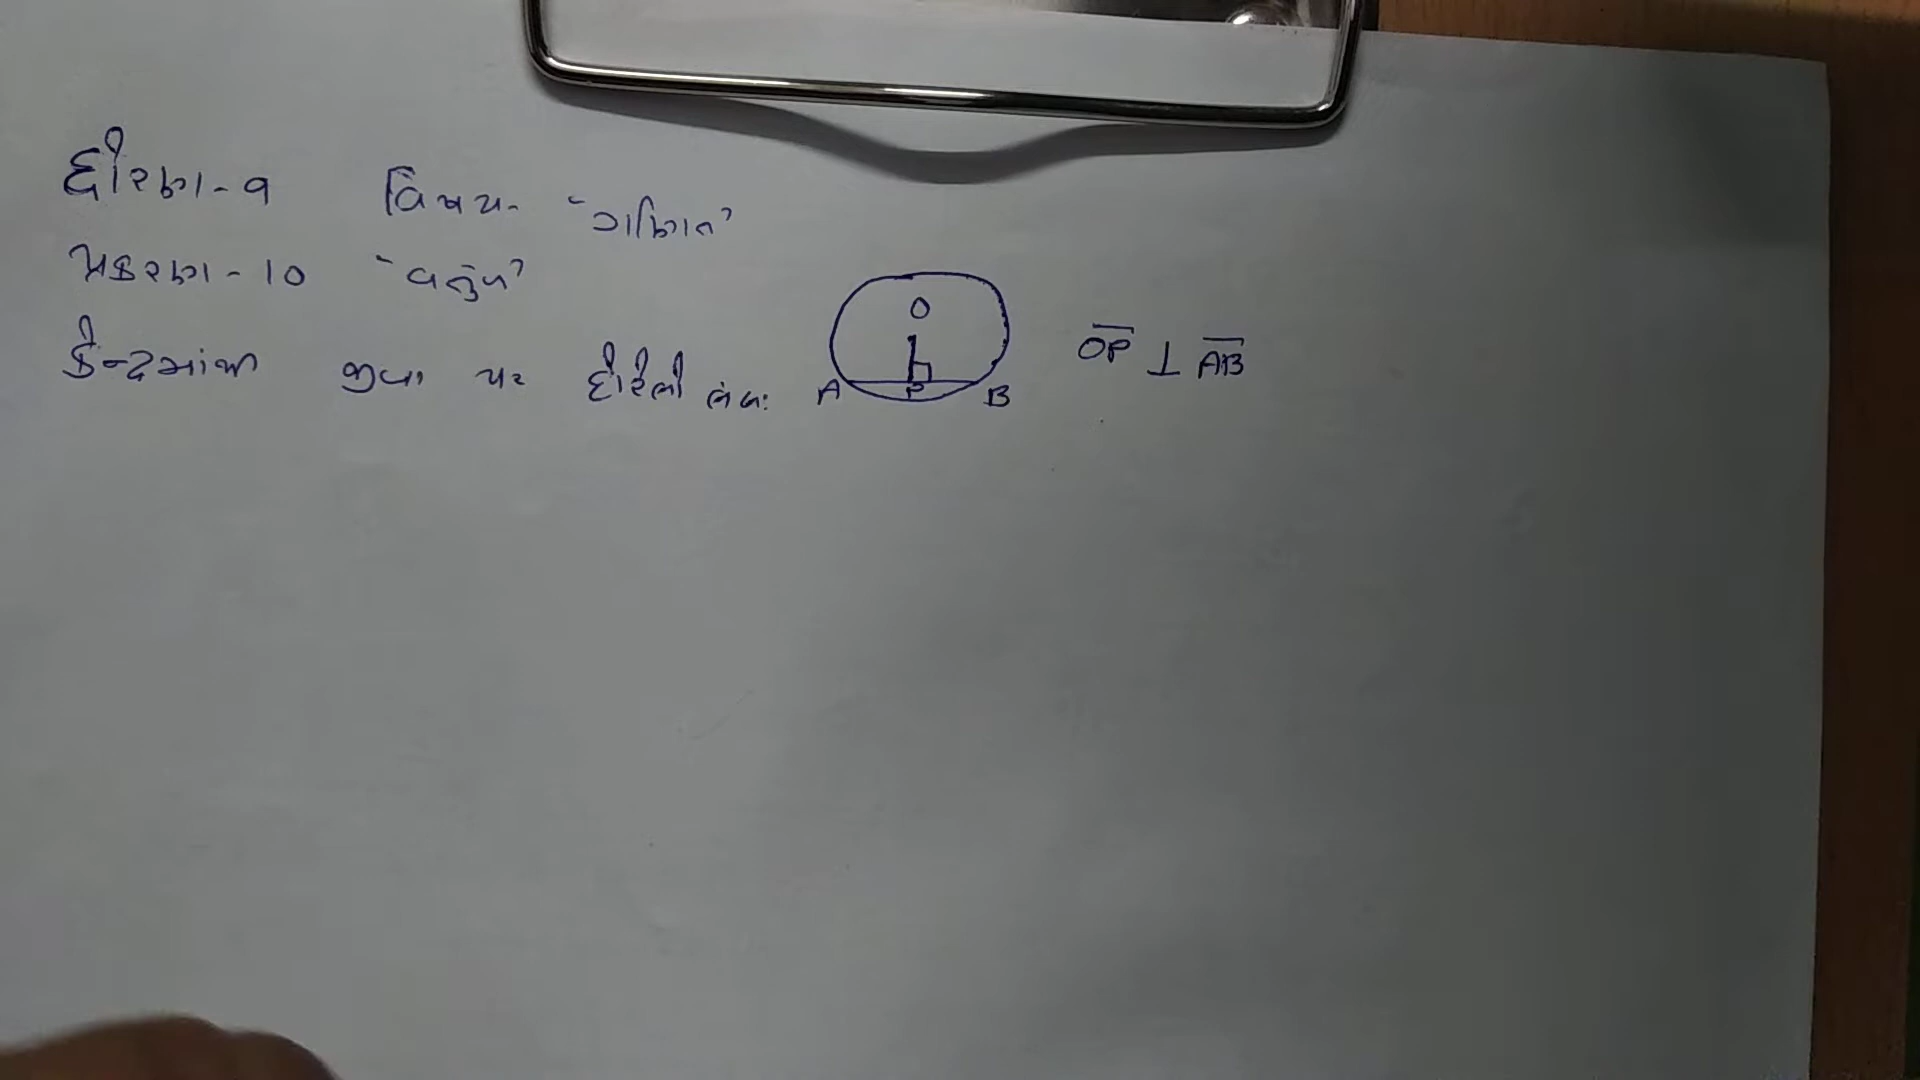 ધોરણ-9 વિષય- "ગણિત"
પ્રકરણ-10 "વર્તુળ"
કેન્દ્રમાંથી જીવા પર દોરેલો લંબ:
O
A P B
OP ⊥ AB